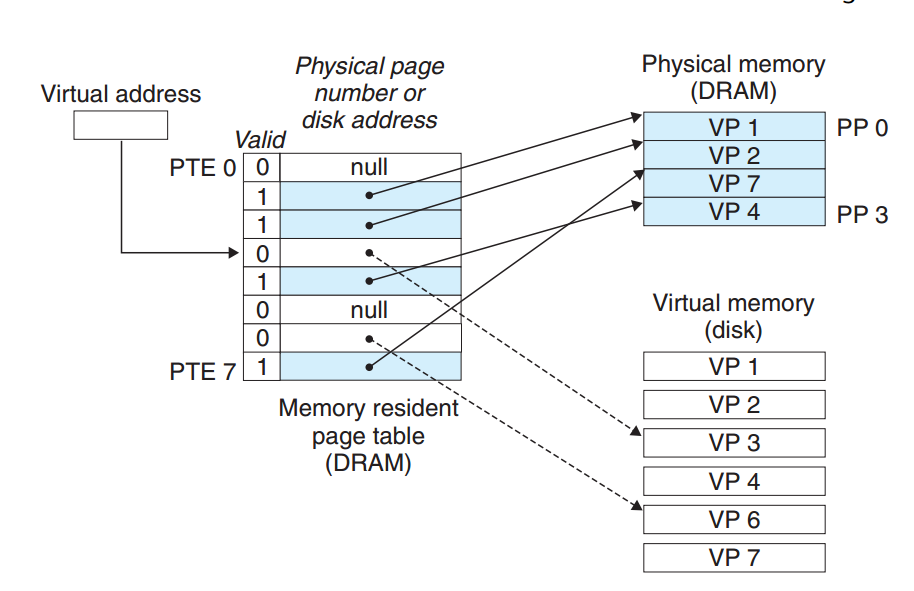 Virtual address
Physical page
number or
disk address
Valid
PTE 0
0
null
1
1
0
1
0
null
0
PTE 7
1
Memory resident
page table
(DRAM)
Physical memory
(DRAM)
VP 1
PP 0
VP 2
VP 7
VP 4
PP 3
Virtual memory
(disk)
VP 1
VP 2
VP 3
VP 4
VP 6
VP 7